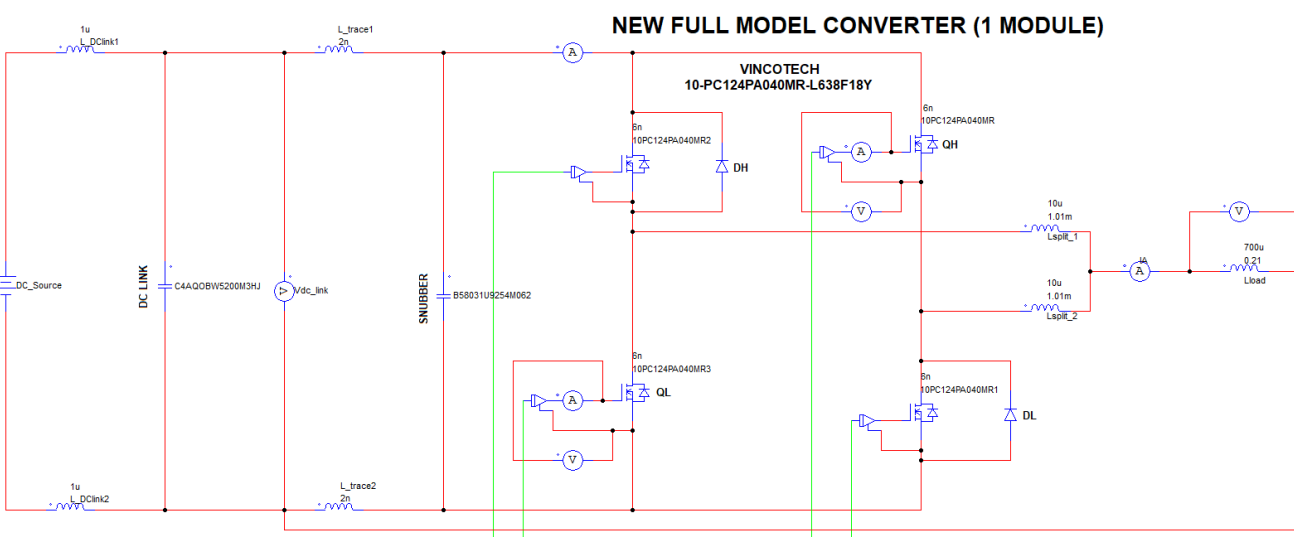 NEW FULL MODEL CONVERTER (1 MODULE)
1u
L_DClink1
L_trace1
2n
A
VINCOTECH
10-PC124PA040MR-L638F18Y
6n
10PC124PA040MR2
DH
6n
10PC124PA040MR
A
QH
V
10u
1.01m
Lsplit_1
V
IA
A
700u
0.21
Lload
DC_Source
DC LINK
C4AQOBW5200M3HJ
V
Vdc_link
SNUBBER
B58031U9254M062
10u
1.01m
Lsplit_2
6n
10PC124PA040MR3
A
QL
V
6n
10PC124PA040MR1
DL
1u
L_DClink2
L_trace2
2n